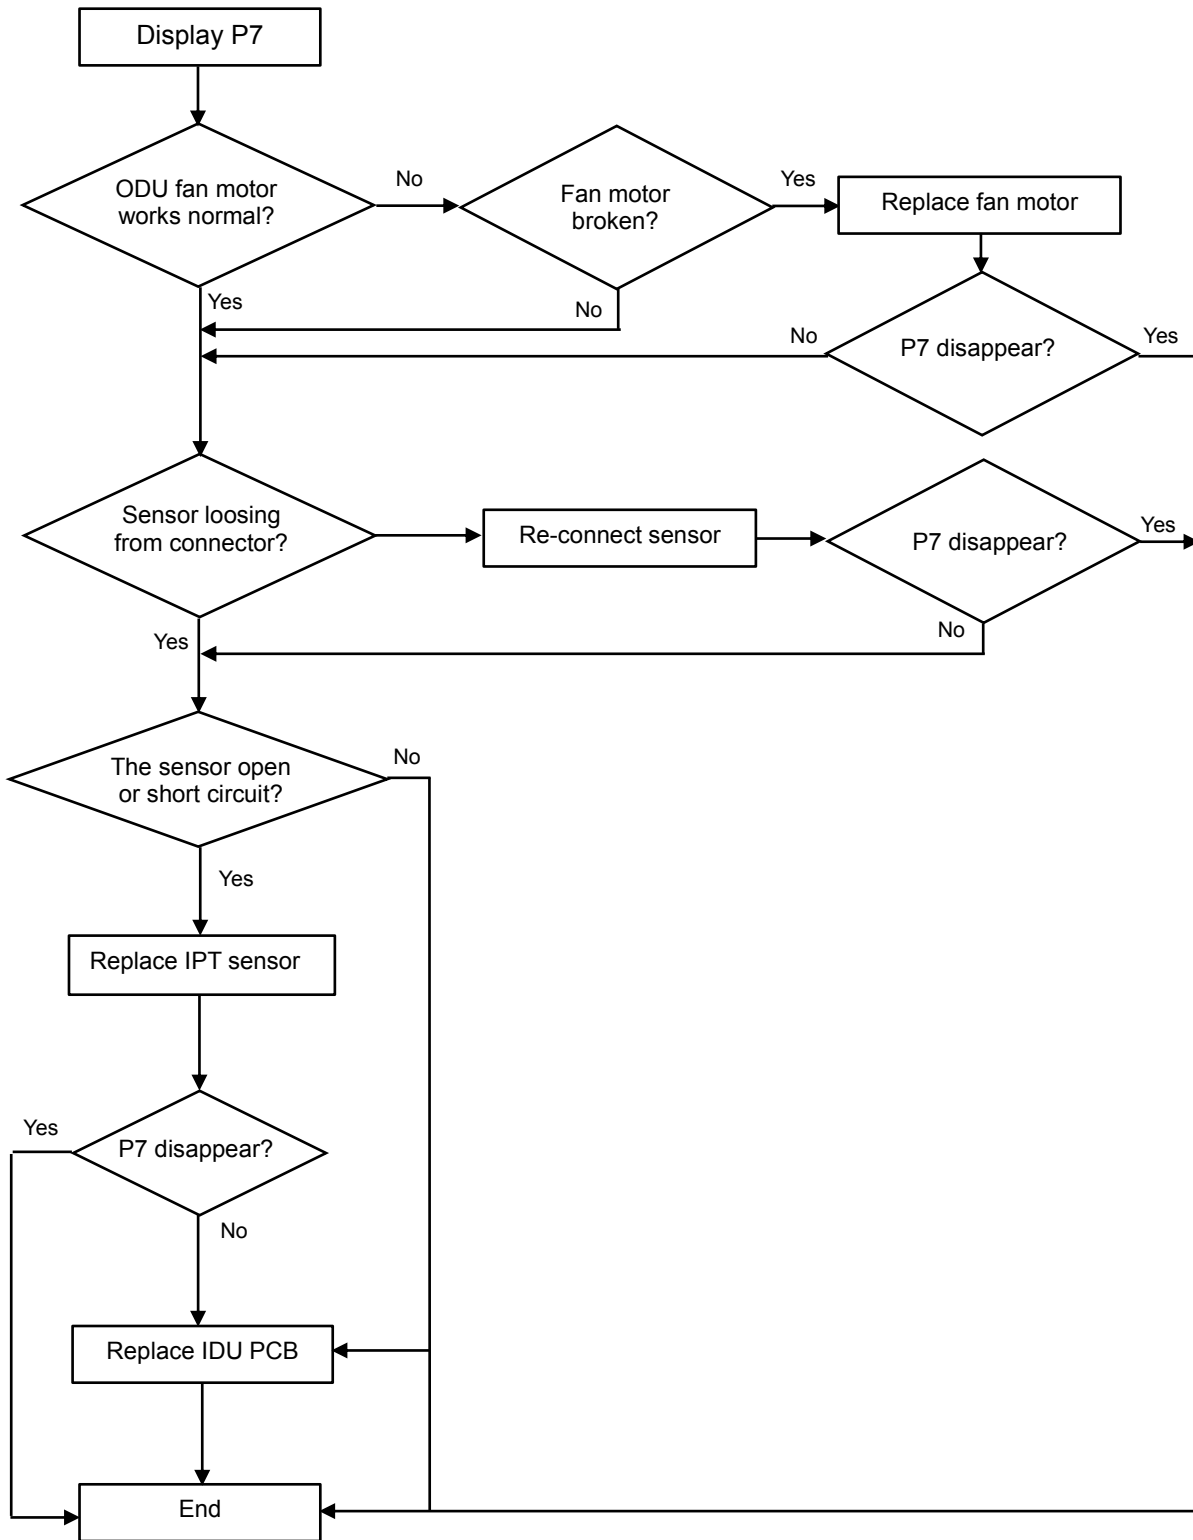 Display P7
ODU fan motor
works normal?
No
Fan motor
broken?
Yes
Replace fan motor
Yes
No
No
P7 disappear?
Yes
Sensor loosing
from connector?
Re-connect sensor
P7 disappear?
Yes
Yes
No
The sensor open
or short circuit?
No
Yes
Replace IPT sensor
Yes
P7 disappear?
No
Replace IDU PCB
End